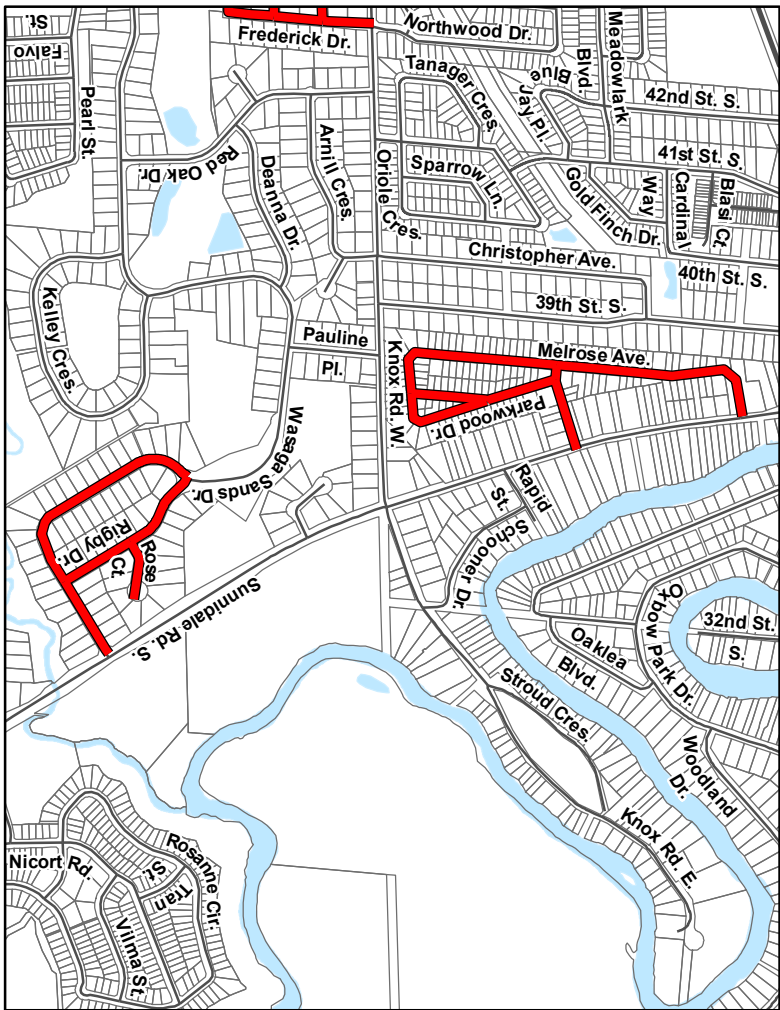 St.
Falvo
Pearl St.
Frederick Dr.
Northwood Dr.
Tanager Cres.
Blue
Jay Pl.
Meadowlark
Blvd.
42nd St. S.
41st St. S.
Red Oak Dr.
Deanna Dr.
Arnill Cres.
Oriole Cres.
Sparrow Ln.
Gold Finch Dr.
Cardinal
Way
Blasi Ct.
Christopher Ave.
40th St. S.
39th St. S.
Kelley Cres.
Pauline
Pl.
Knox Rd. W.
Melrose Ave.
Parkwood Dr.
Wasaga Sands Dr.
Rigby Dr.
Rose
Ct.
Rapid
St.
Schooner Dr.
Sunnidale Rd. S.
Oxbow Park Dr.
32nd St.
S.
Oaklea
Blvd.
Stroud Cres.
Woodland
Dr.
Knox Rd. E.
Nicort Rd.
Rosanne Cir.
Tran
St.
Vilma St.